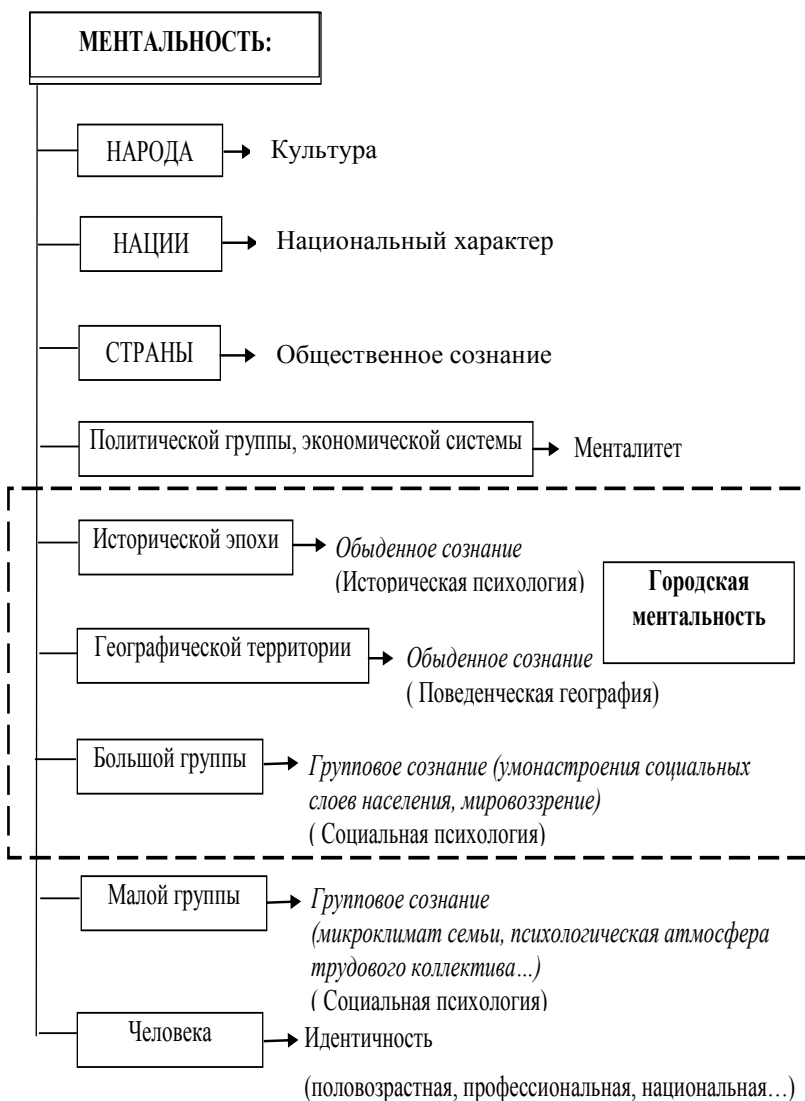 МЕНТАЛЬНОСТЬ:
НАРОДА
Культура
НАЦИИ
Национальный характер
СТРАНЫ
Общественное сознание
Политической группы, экономической системы
Менталитет
Исторической эпохи
Обыденное сознание
(Историческая психология)
Городская
ментальность
Географической территории
Обыденное сознание
( Поведенческая география)
Большой группы
Групповое сознание (умонастроения социальных
слоев населения, мировоззрение)
( Социальная психология)
Малой группы
Групповое сознание
(микроклимат семьи, психологическая атмосфера
трудового коллектива…)
( Социальная психология)
Человека
Идентичность
(половозрастная, профессиональная, национальная…)